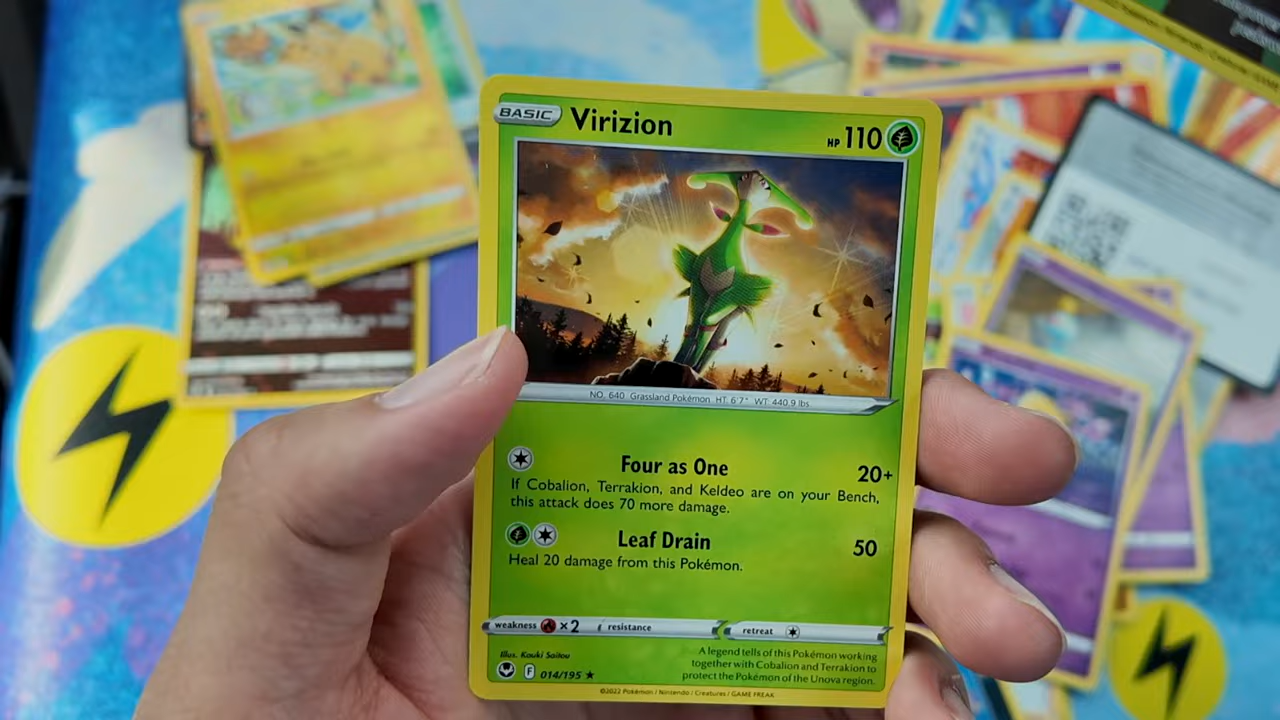 BASIC Virizion HP 110
NO. 640 Grassland Pokémon HT: 6'7" WT: 440.9 lbs
Four as One 20+
If Cobalion, Terrakion, and Keldeo are on your Bench,
this attack does 70 more damage.
Leaf Drain 50
Heal 20 damage from this Pokémon.
weakness ×2 resistance retreat
Illus. Kouki Saitou
F 014/195 ★
A legend tells of this Pokémon working
together with Cobalion and Terrakion to
protect the Pokémon of the Unova region.
©2022 Pokémon / Nintendo / Creatures / GAME FREAK